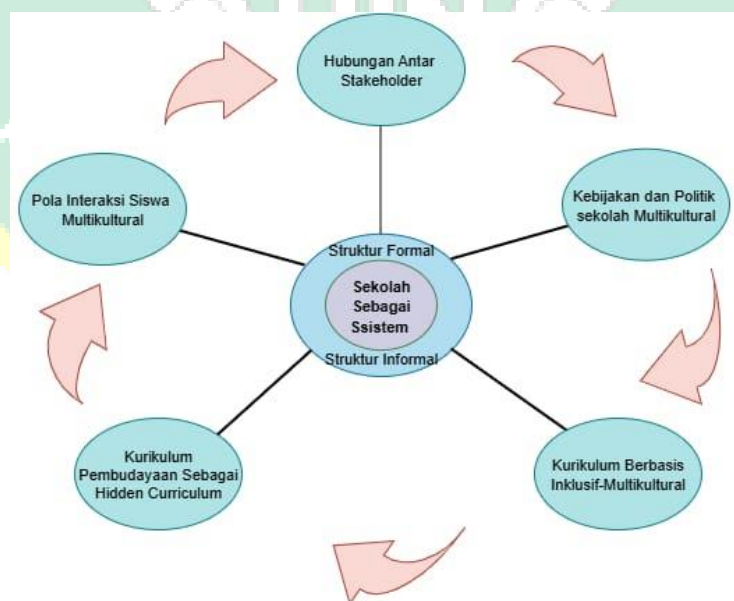 Hubungan Antar
Stakeholder
Pola Interaksi Siswa
Multikultural
Kebijakan dan Politik
sekolah Multikultural
Struktur Formal
Sekolah
Sebagai
Ssistem
Struktur Informal
Kurikulum
Pembudayaan Sebagai
Hidden Curriculum
Kurikulum Berbasis
Inklusif-Multikultural